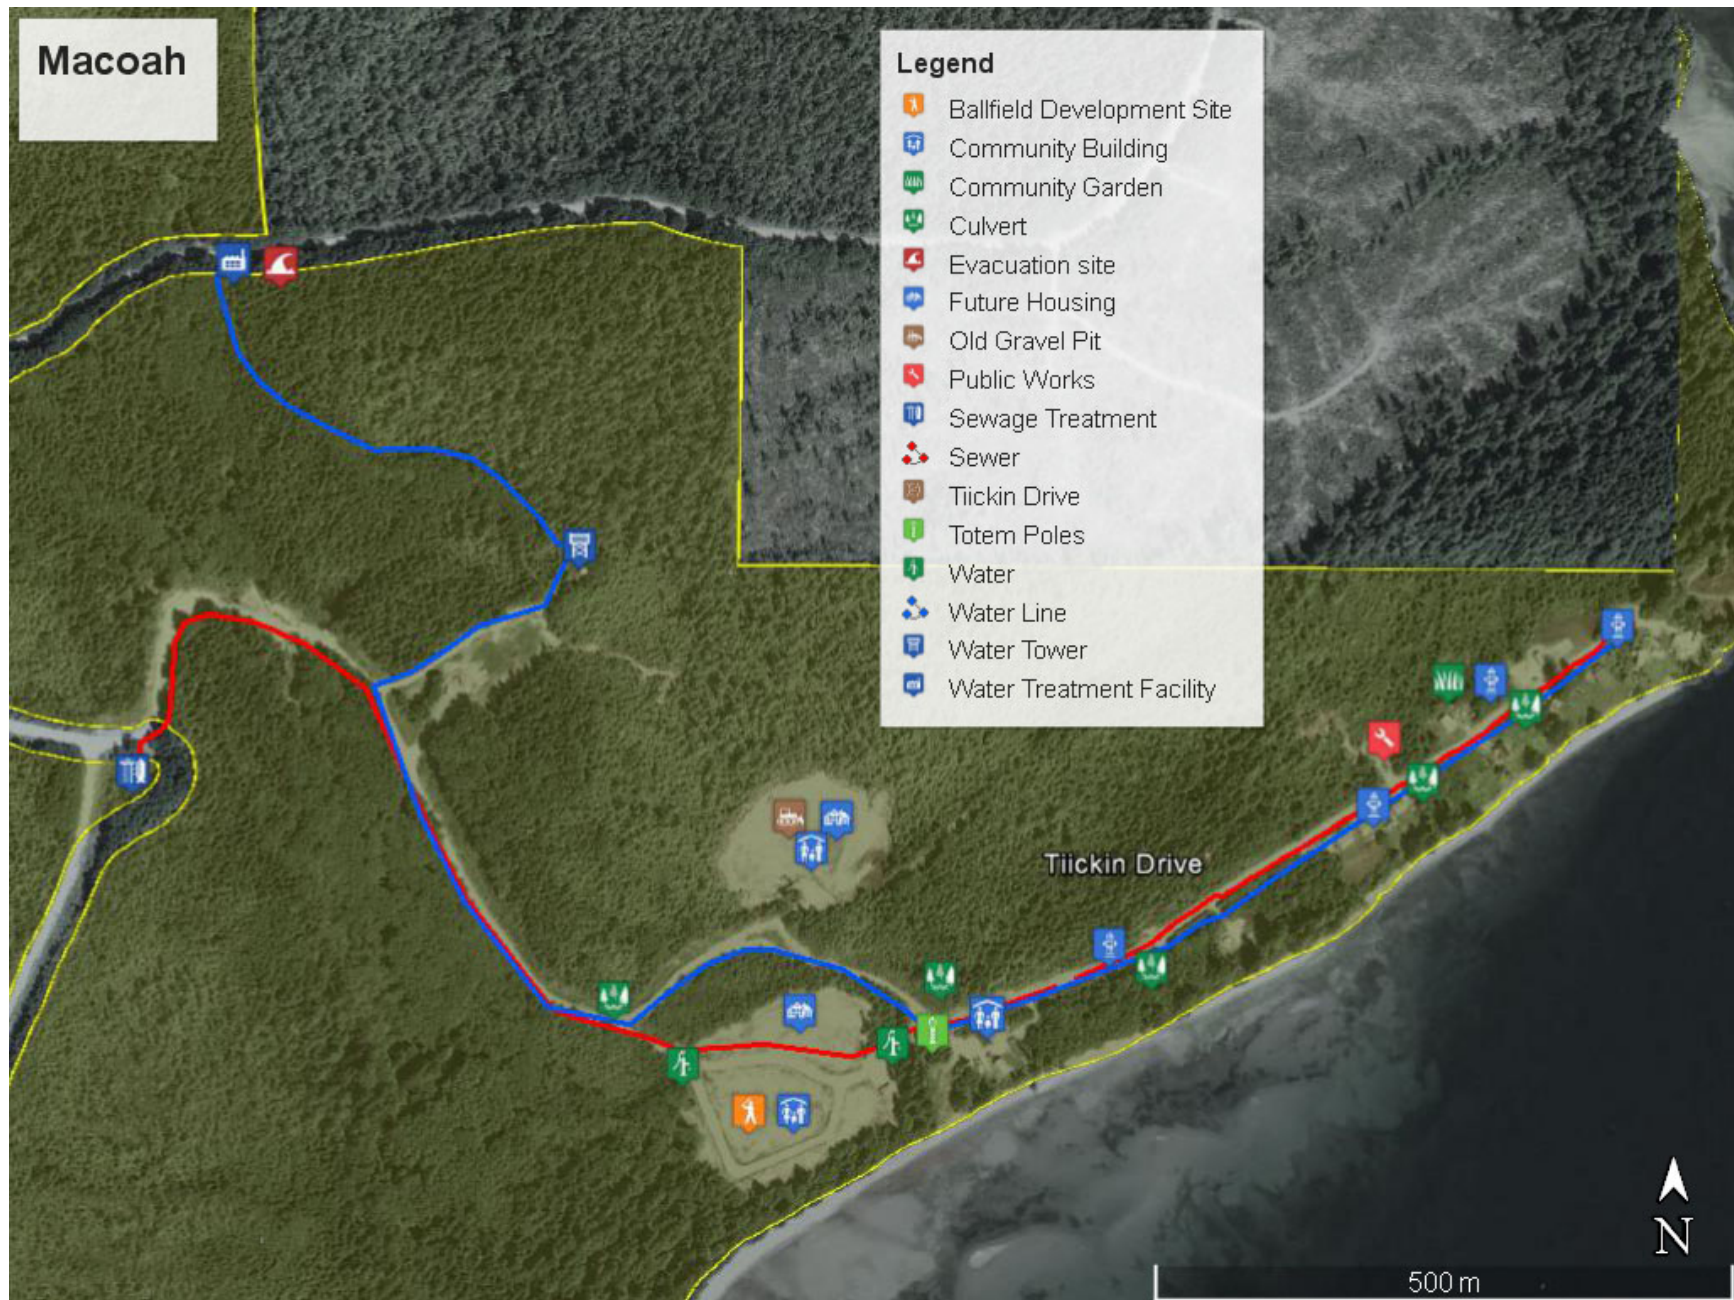 Macoah
Legend
Ballfield Development Site
Community Building
Community Garden
Culvert
Evacuation site
Future Housing
Old Gravel Pit
Public Works
Sewage Treatment
Sewer
Tiickin Drive
Totem Poles
Water
Water Line
Water Tower
Water Treatment Facility
Tiickin Drive
N
500 m